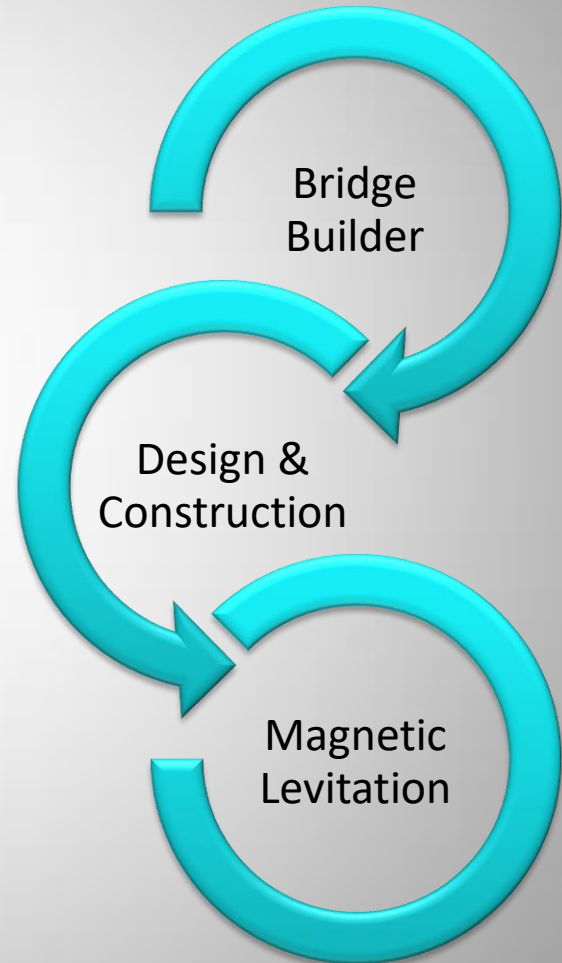 Bridge
Builder
Design &
Construction
Magnetic
Levitation